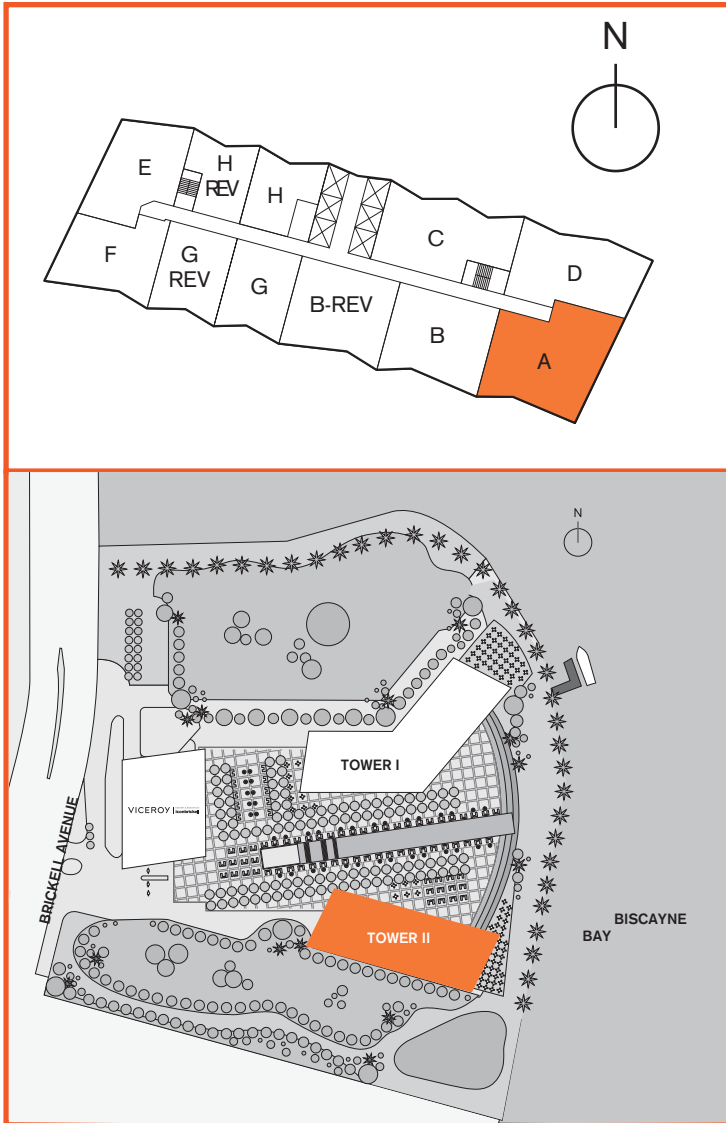 N
E
H
REV
H
C
D
F
G
REV
G
B-REV
B
A
N
TOWER I
VICEROY
BRICKELL AVENUE
TOWER II
BISCAYNE
BAY